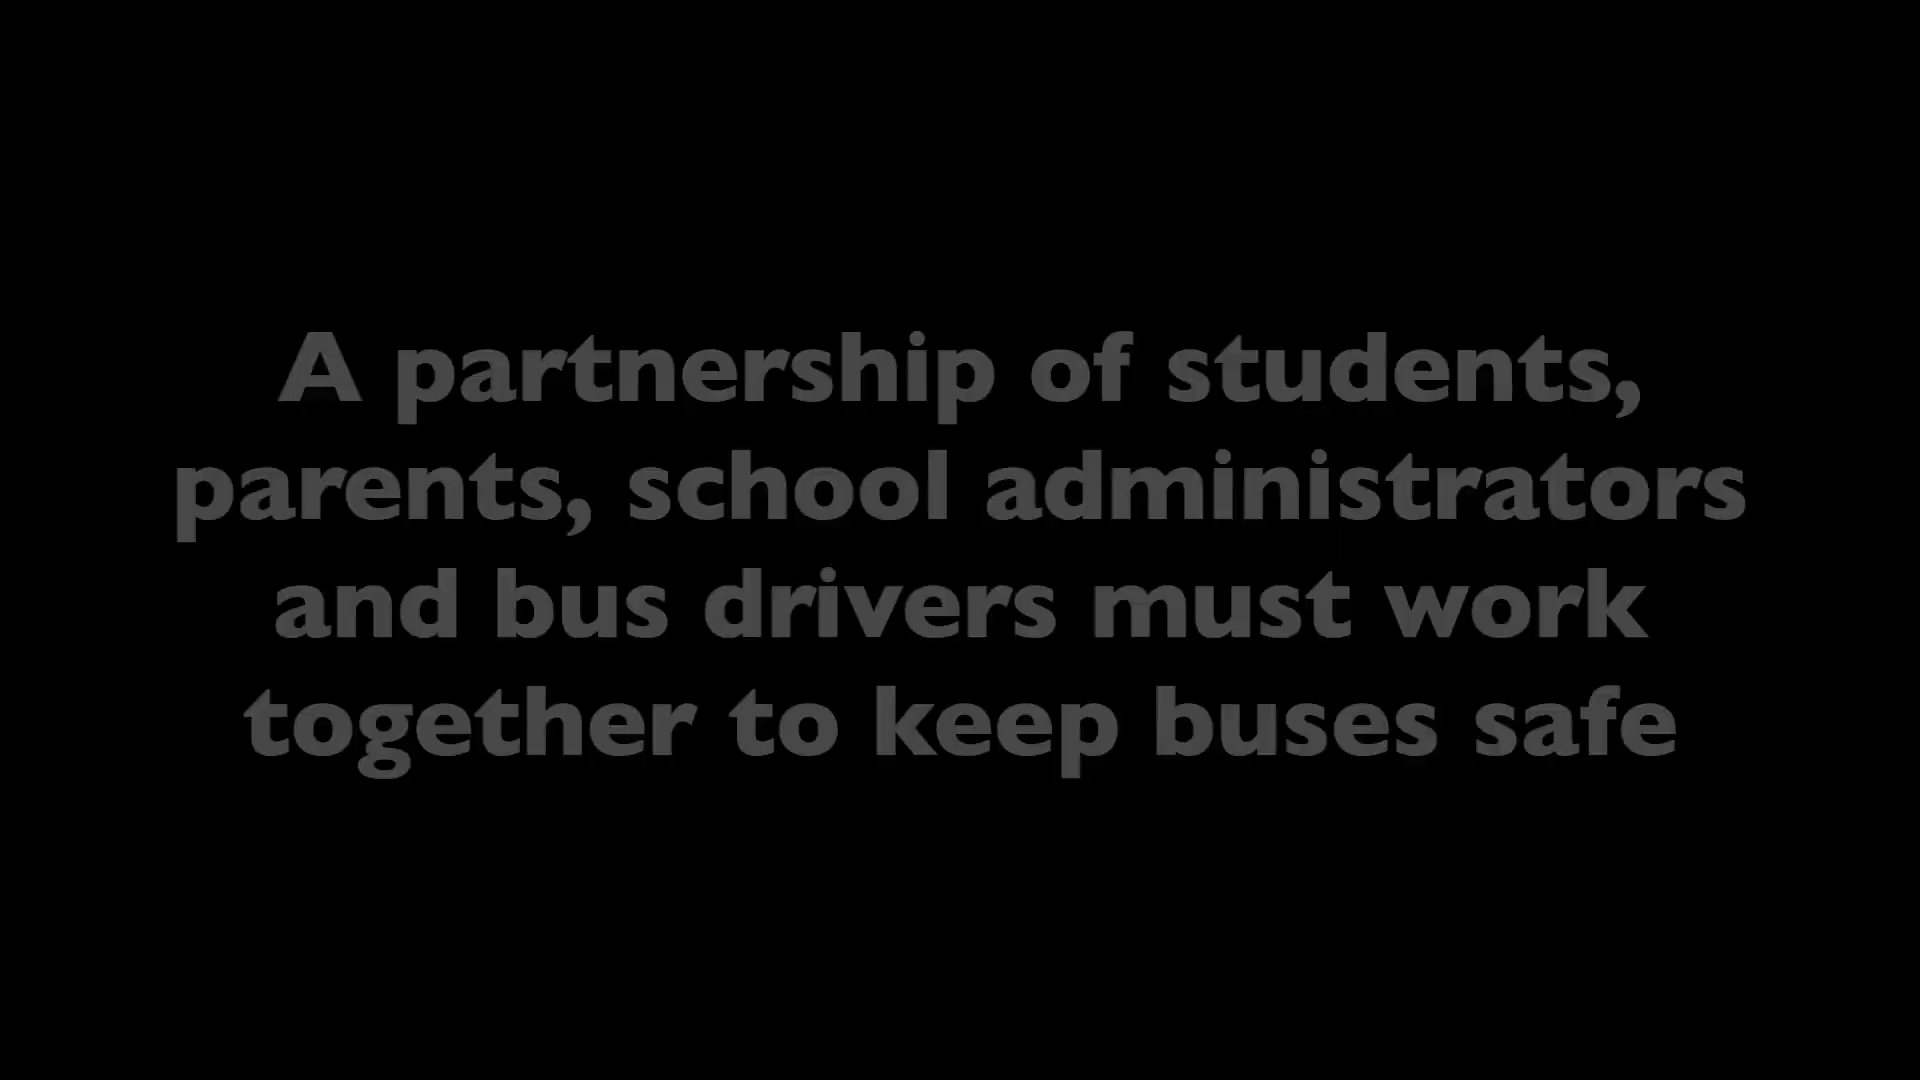 A partnership of students,
parents, school administrators
and bus drivers must work
together to keep buses safe